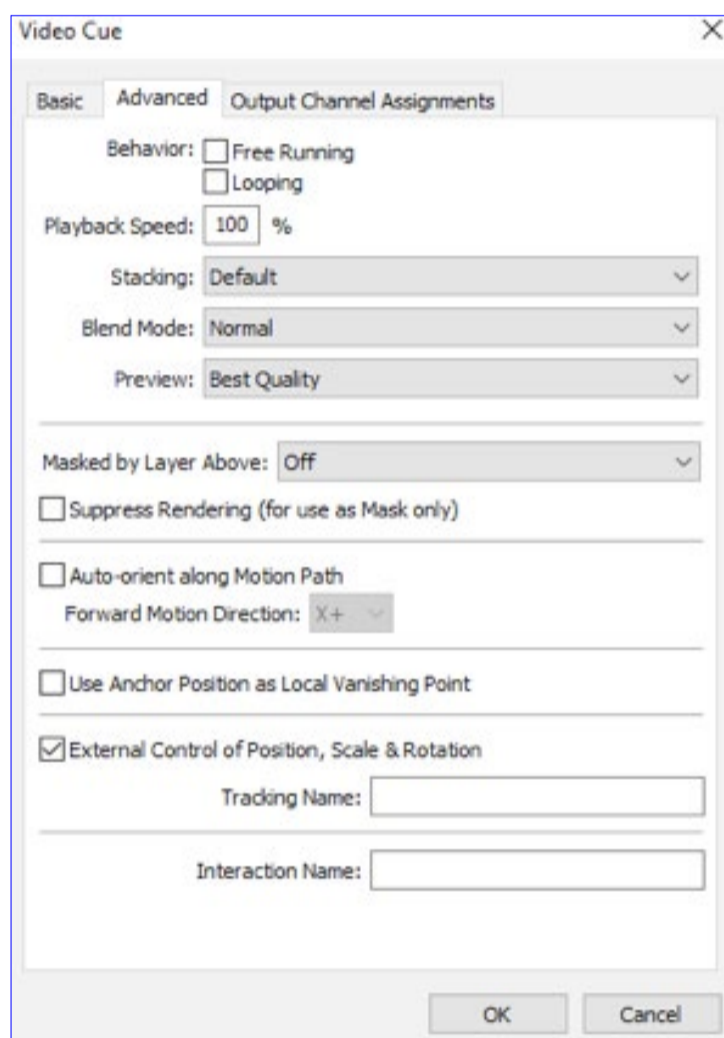 Video Cue
Basic Advanced Output Channel Assignments
Behavior: Free Running
Looping
Playback Speed: 100 %
Stacking: Default
Blend Mode: Normal
Preview: Best Quality
Masked by Layer Above: Off
Suppress Rendering (for use as Mask only)
Auto-orient along Motion Path
Forward Motion Direction: X+
Use Anchor Position as Local Vanishing Point
External Control of Position, Scale & Rotation
Tracking Name:
Interaction Name:
OK Cancel